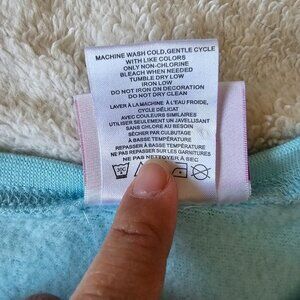 MACHINE WASH COLD, GENTLE CYCLE
WITH LIKE COLORS
ONLY NON-CHLORINE
BLEACH WHEN NEEDED
TUMBLE DRY LOW
IRON LOW
DO NOT IRON ON DECORATION
DO NOT DRY CLEAN
LAVER À LA MACHINE À L'EAU FROIDE,
CYCLE DÉLICAT
AVEC COULEURS SIMILAIRES
UTILISER SEULEMENT UN JAVELLISANT
SANS CHLORE AU BESOIN
SÉCHER PAR CULBUTAGE
À BASSE TEMPÉRATURE
REPASSER À BASSE TEMPÉRATURE
NE PAS REPASSER SUR LES GARNITURES
NE PAS NETTOYER À SEC